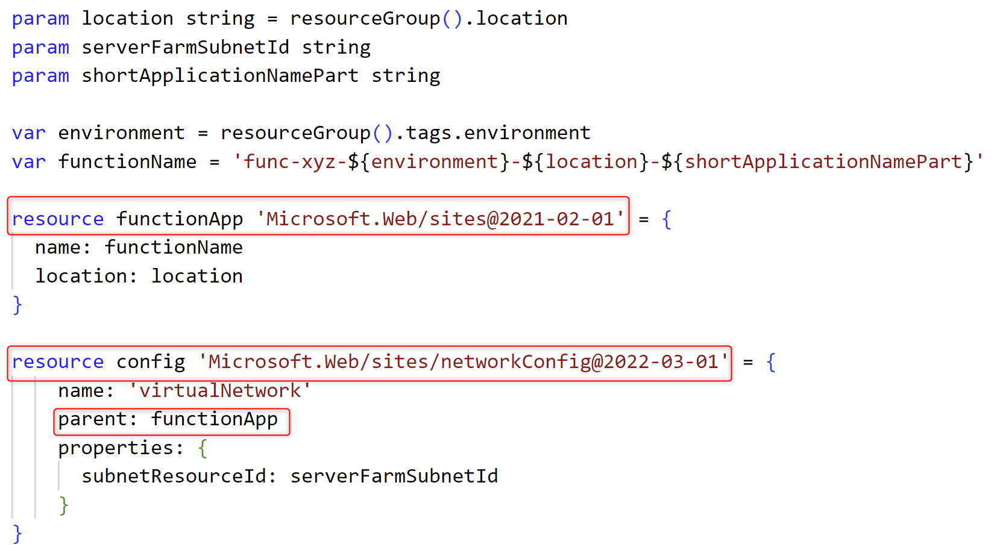 param location string = resourceGroup().location
param serverFarmSubnetId string
param shortApplicationNamePart string
var environment = resourceGroup().tags.environment
var functionName = 'func-xyz-${environment}-${location}-${shortApplicationNamePart}'
resource functionApp 'Microsoft.Web/sites@2021-02-01' = {
  name: functionName
  location: location
}
resource config 'Microsoft.Web/sites/networkConfig@2022-03-01' = {
    name: 'virtualNetwork'
    parent: functionApp
    properties: {
      subnetResourceId: serverFarmSubnetId
    }
}